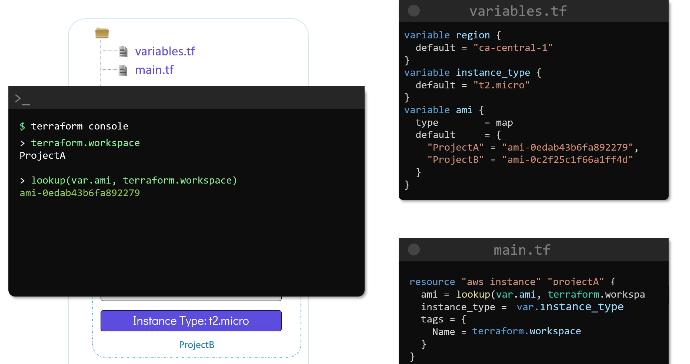 variables.tf
main.tf
>_
$ terraform console
> terraform.workspace
ProjectA
> lookup(var.ami, terraform.workspace)
ami-0edab43b6fa892279
Instance Type: t2.micro
ProjectB
variables.tf
variable region {
default = "ca-central-1"
}
variable instance_type {
default = "t2.micro"
}
variable ami {
type = map
default = {
"ProjectA" = "ami-0edab43b6fa892279",
"ProjectB" = "ami-0c2f25c1f66a1ff4d"
}
}
main.tf
resource "aws_instance" "projectA" {
ami = lookup(var.ami, terraform.workspa
instance_type = var.instance_type
tags = {
Name = terraform.workspace
}
}